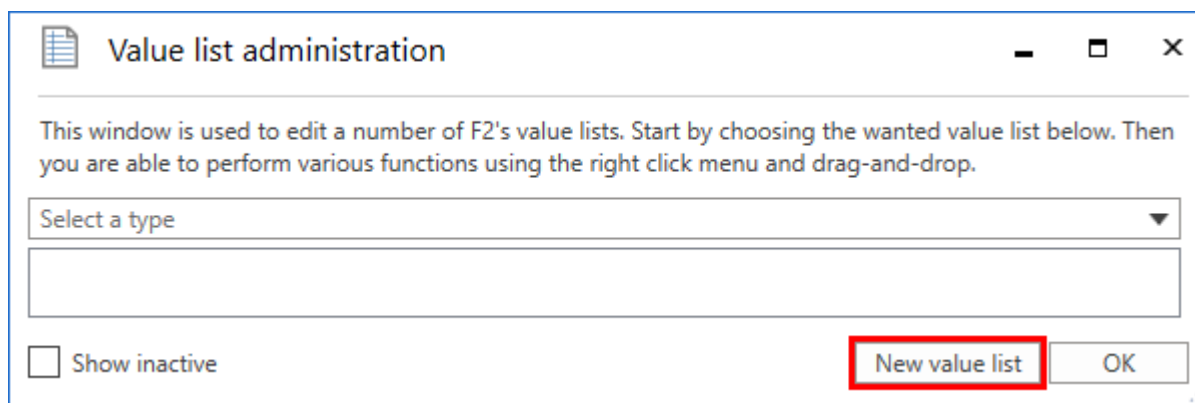 Value list administration
This window is used to edit a number of F2's value lists. Start by choosing the wanted value list below. Then
you are able to perform various functions using the right click menu and drag-and-drop.
Select a type
Show inactive
New value list
OK